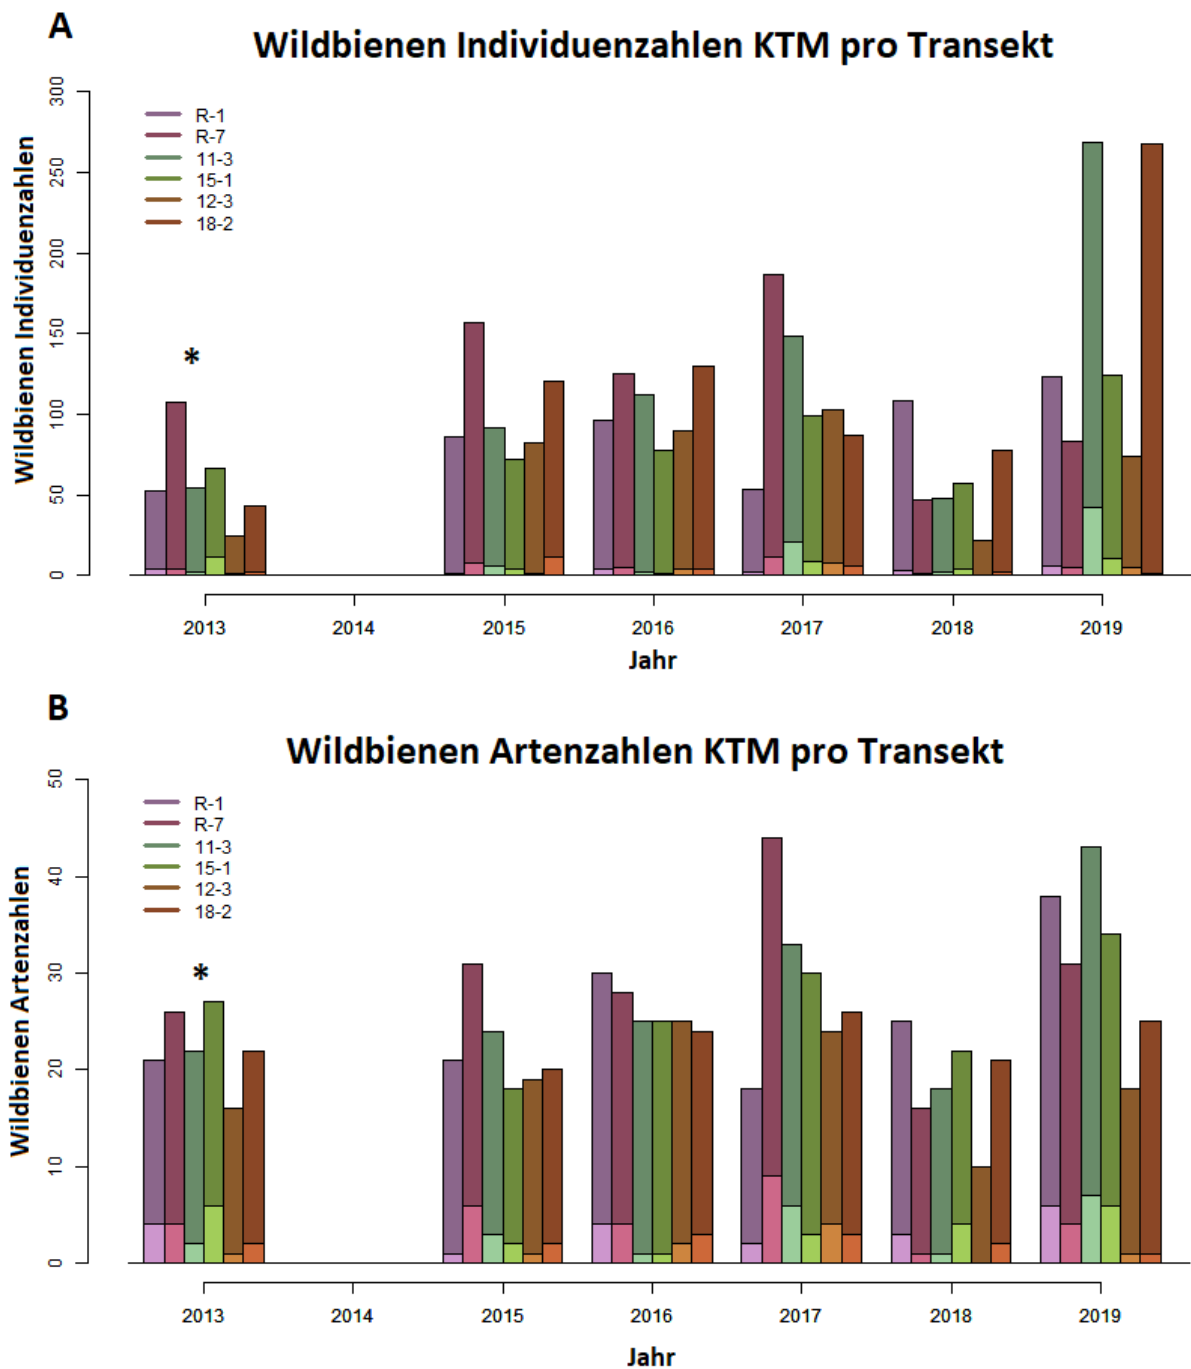 A
Wildbienen Individuenzahlen KTM pro Transekt
Wildbienen Individuenzahlen
300
250
200
150
100
50
0
R-1
R-7
11-3
15-1
12-3
18-2
*
2013 2014 2015 2016 2017 2018 2019
Jahr
B
Wildbienen Artenzahlen KTM pro Transekt
Wildbienen Artenzahlen
50
40
30
20
10
0
R-1
R-7
11-3
15-1
12-3
18-2
*
2013 2014 2015 2016 2017 2018 2019
Jahr